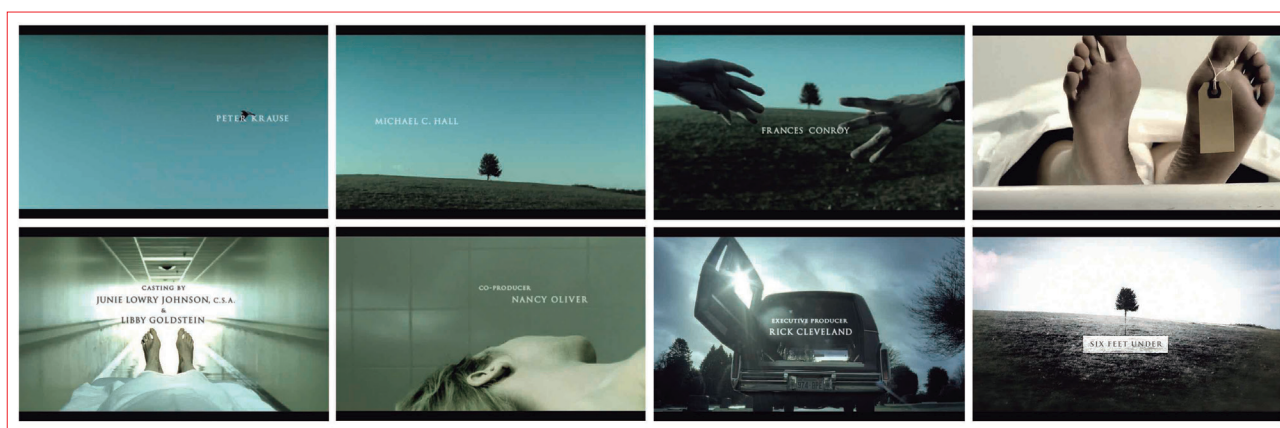 PETER KRAUSE
MICHAEL C. HALL
FRANCES CONROY
CASTING BY
JUNIE LOWRY JOHNSON, C.S.A.
&
LIBBY GOLDSTEIN
CO-PRODUCER
NANCY OLIVER
EXECUTIVE PRODUCER
RICK CLEVELAND
SIX FEET UNDER